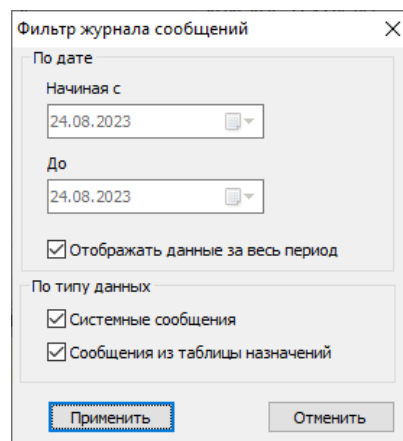 Фильтр журнала сообщений
По дате
Начиная с
24.08.2023
До
24.08.2023
Отображать данные за весь период
По типу данных
Системные сообщения
Сообщения из таблицы назначений
Применить Отменить